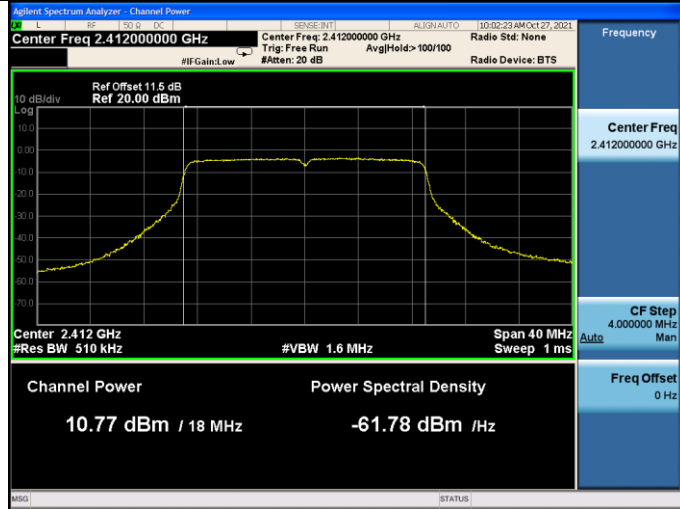 Agilent Spectrum Analyzer - Channel Power
L RF 50 Ω DC SENSE:INT ALIGN AUTO 10:02:23 AM Oct 27, 2021
Center Freq 2.412000000 GHz
Center Freq: 2.412000000 GHz
Radio Std: None
Trig: Free Run Avg|Hold:>100/100
#IFGain:Low
#Atten: 20 dB
Radio Device: BTS
Frequency
Ref Offset 11.5 dB
10 dB/div Ref 20.00 dBm
Log
10.0
0.00
-10.0
-20.0
-30.0
-40.0
-50.0
-60.0
-70.0
Center 2.412 GHz Span 40 MHz
#Res BW 510 kHz #VBW 1.6 MHz Sweep 1 ms
Channel Power Power Spectral Density
10.77 dBm / 18 MHz -61.78 dBm /Hz
Center Freq
2.412000000 GHz
CF Step
4.000000 MHz
Auto Man
Freq Offset
0 Hz
MSG STATUS